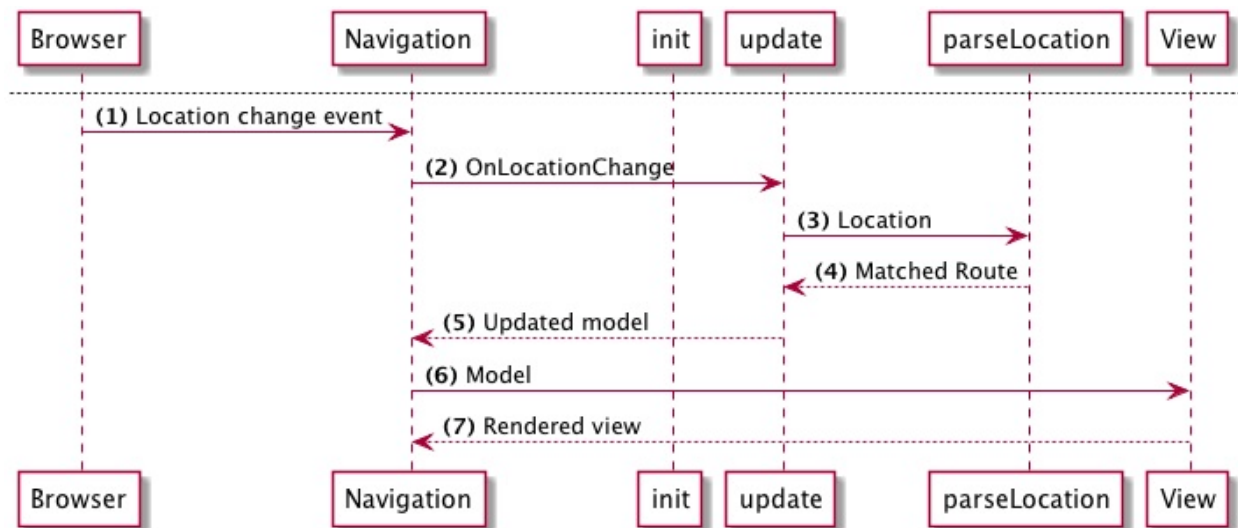 Browser Navigation init update parseLocation View
(1) Location change event
(2) OnLocationChange
(3) Location
(4) Matched Route
(5) Updated model
(6) Model
(7) Rendered view
Browser Navigation init update parseLocation View